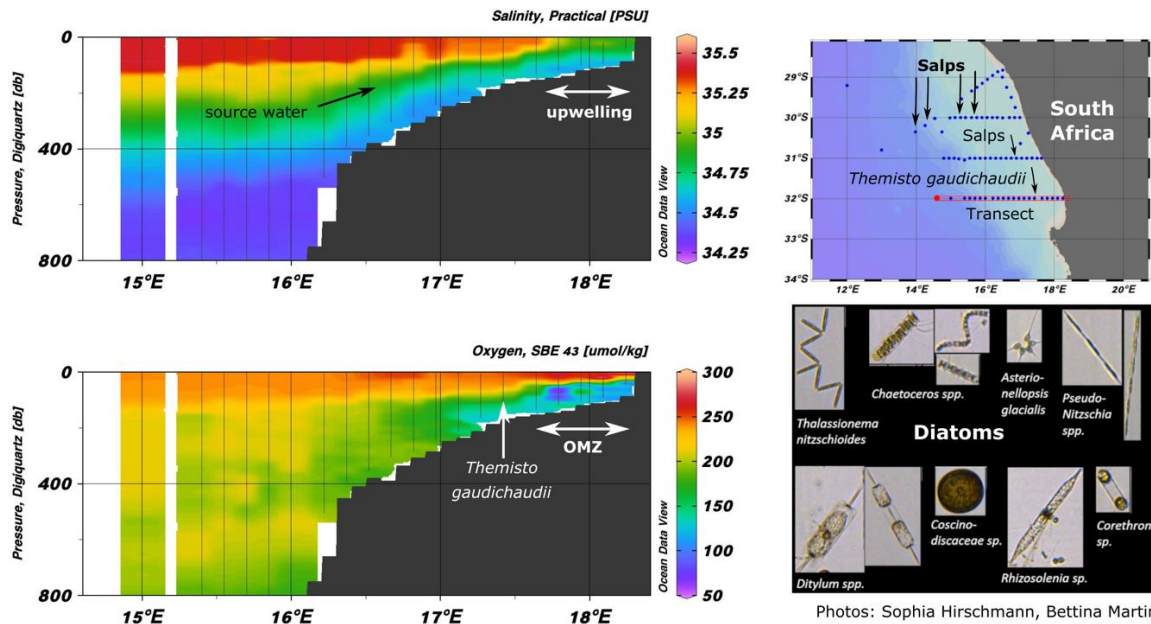 Salinity, Practical [PSU]
Pressure, Digiquartz [db]
0
400
800
source water
upwelling
15°E
16°E
17°E
18°E
Ocean Data View
35.5
35.25
35
34.75
34.5
34.25
Oxygen, SBE 43 [umol/kg]
Pressure, Digiquartz [db]
0
400
800
Themisto
gaudichaudii
OMZ
15°E
16°E
17°E
18°E
Ocean Data View
300
250
200
150
100
50
29°S
30°S
31°S
32°S
33°S
34°S
Salps
South
Africa
Salps
Themisto gaudichaudii
Transect
12°E
14°E
16°E
18°E
20°E
Thalassionema
nitzschioides
Chaetoceros spp.
Asterio-
nellopsis
glacialis
Pseudo-
Nitzschia
spp.
Diatoms
Ditylum spp.
Coscino-
discaceae sp.
Rhizosolenia sp.
Corethron
sp.
Photos: Sophia Hirschmann, Bettina Martin